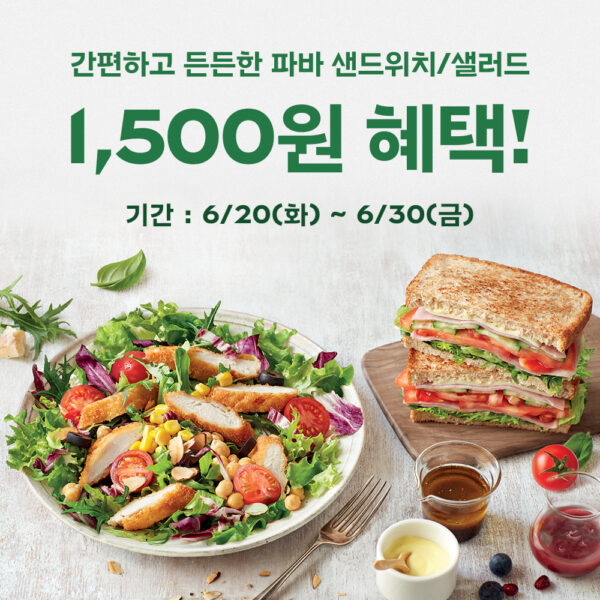 간편하고 든든한 파바 샌드위치/샐러드
1,500원 혜택!
기간 : 6/20(화) ~ 6/30(금)